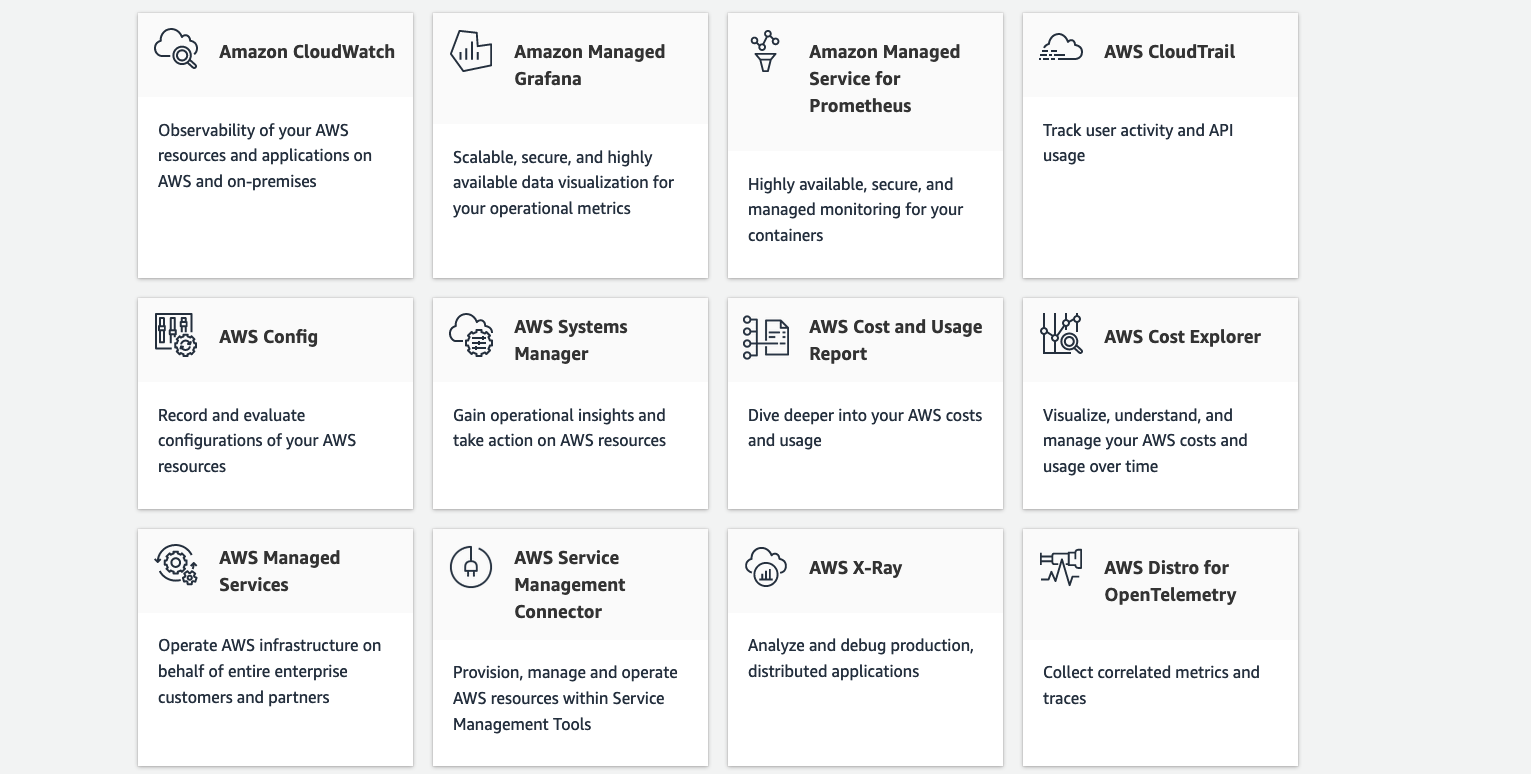 Amazon CloudWatch
Observability of your AWS
resources and applications on
AWS and on-premises
Amazon Managed
Grafana
Scalable, secure, and highly
available data visualization for
your operational metrics
Amazon Managed
Service for
Prometheus
Highly available, secure, and
managed monitoring for your
containers
AWS CloudTrail
Track user activity and API
usage
AWS Config
Record and evaluate
configurations of your AWS
resources
AWS Systems
Manager
Gain operational insights and
take action on AWS resources
AWS Cost and Usage
Report
Dive deeper into your AWS costs
and usage
AWS Cost Explorer
Visualize, understand, and
manage your AWS costs and
usage over time
AWS Managed
Services
Operate AWS infrastructure on
behalf of entire enterprise
customers and partners
AWS Service
Management
Connector
Provision, manage and operate
AWS resources within Service
Management Tools
AWS X-Ray
Analyze and debug production,
distributed applications
AWS Distro for
OpenTelemetry
Collect correlated metrics and
traces